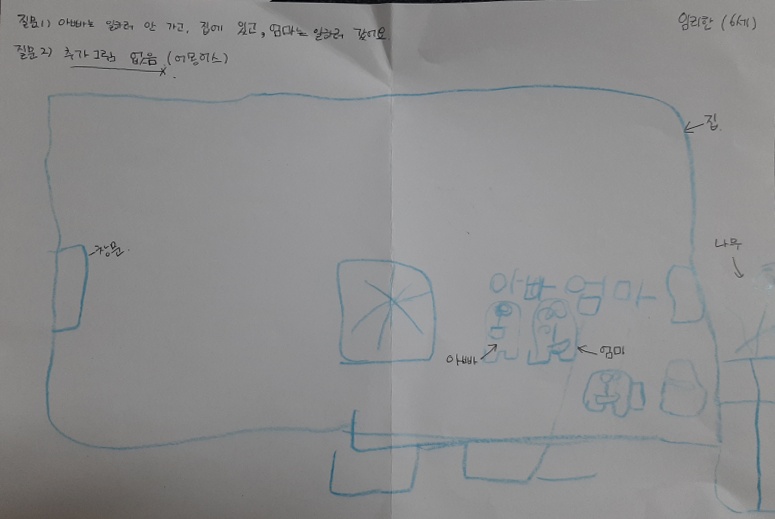 질문1) 아빠는 일하러 안 가고, 집에 있고, 엄마는 일하러 갔어요
임리환 (6세)
질문2) 추가그림 없음 (어몽어스)
집.
창문.
나무
아빠 엄마
아빠
엄마